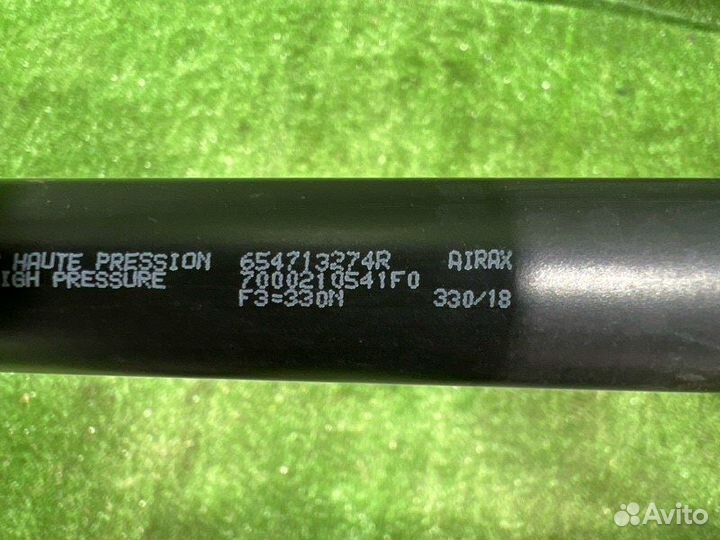 HAUTE PRESSION 654713274R AIRAX
IGH PRESSURE 7000210541F0
F3=330N 330/18
Avito